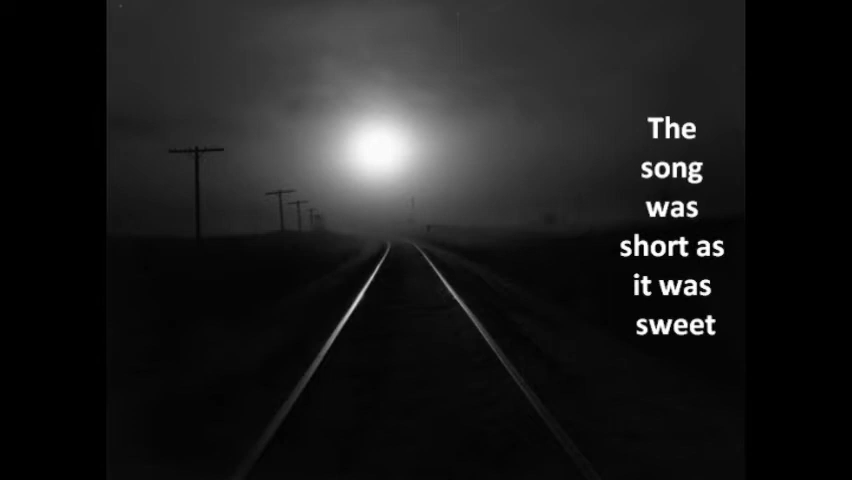 The
song
was
short as
it was
sweet